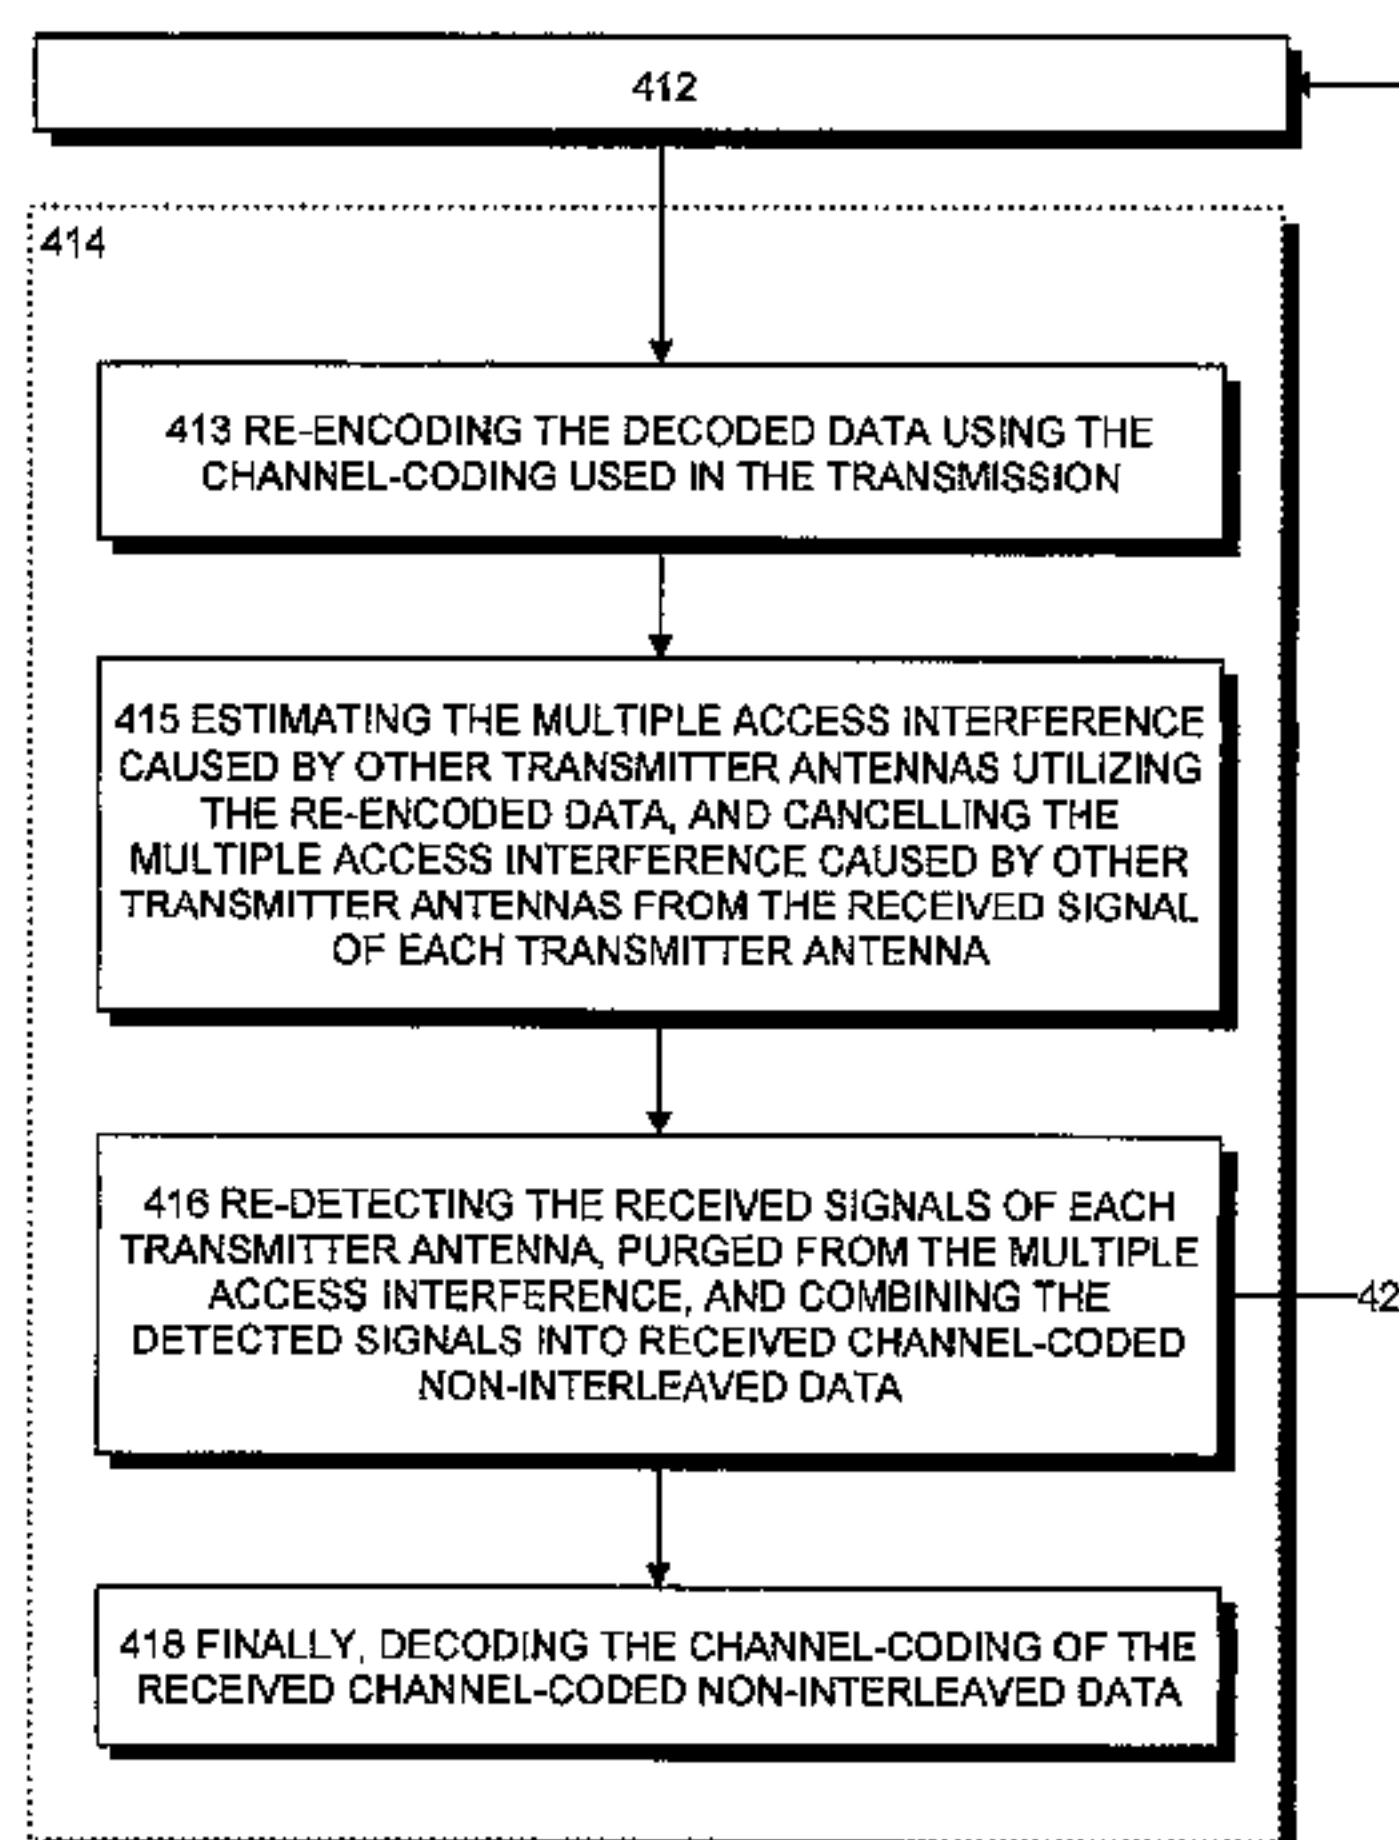 412
414
413 RE-ENCODING THE DECODED DATA USING THE
CHANNEL-CODING USED IN THE TRANSMISSION
415 ESTIMATING THE MULTIPLE ACCESS INTERFERENCE
CAUSED BY OTHER TRANSMITTER ANTENNAS UTILIZING
THE RE-ENCODED DATA, AND CANCELLING THE
MULTIPLE ACCESS INTERFERENCE CAUSED BY OTHER
TRANSMITTER ANTENNAS FROM THE RECEIVED SIGNAL
OF EACH TRANSMITTER ANTENNA
416 RE-DETECTING THE RECEIVED SIGNALS OF EACH
TRANSMITTER ANTENNA, PURGED FROM THE MULTIPLE
ACCESS INTERFERENCE, AND COMBINING THE
DETECTED SIGNALS INTO RECEIVED CHANNEL-CODED
NON-INTERLEAVED DATA
42
418 FINALLY, DECODING THE CHANNEL-CODING OF THE
RECEIVED CHANNEL-CODED NON-INTERLEAVED DATA